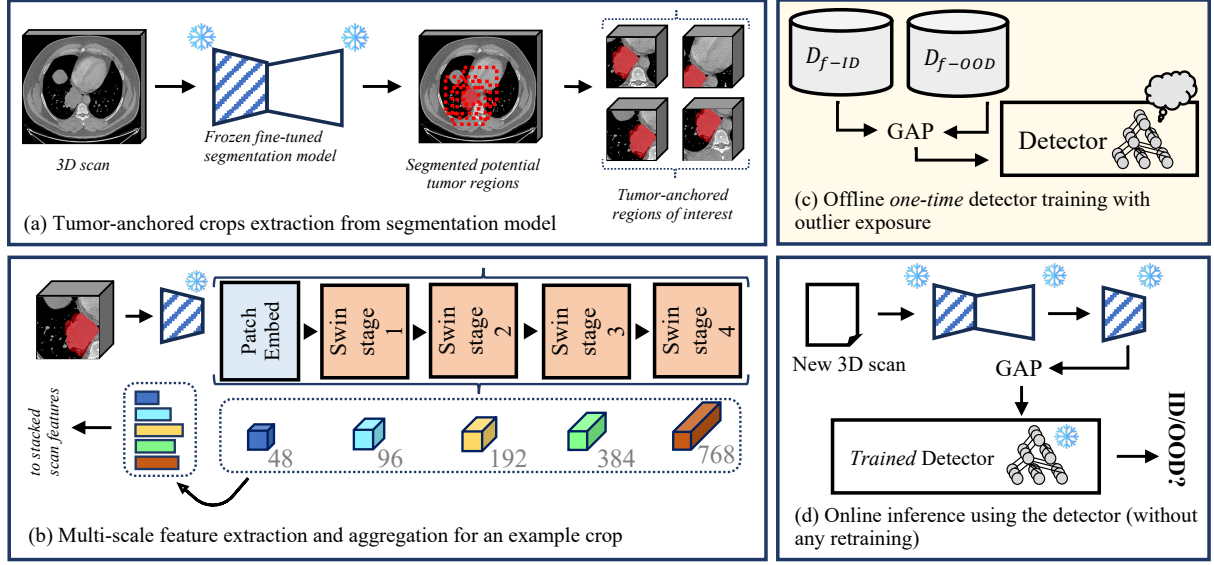 3D scan
Frozen fine-tuned
segmentation model
Segmented potential
tumor regions
Tumor-anchored
regions of interest
(a) Tumor-anchored crops extraction from segmentation model
D_{f-ID}
D_{f-OOD}
GAP
Detector
(c) Offline one-time detector training with
outlier exposure
Patch
Embed
Swin
stage
1
Swin
stage
2
Swin
stage
3
Swin
stage
4
to stacked
scan features
48
96
192
384
768
(b) Multi-scale feature extraction and aggregation for an example crop
New 3D scan
GAP
Trained Detector
ID/OOD?
(d) Online inference using the detector (without
any retraining)